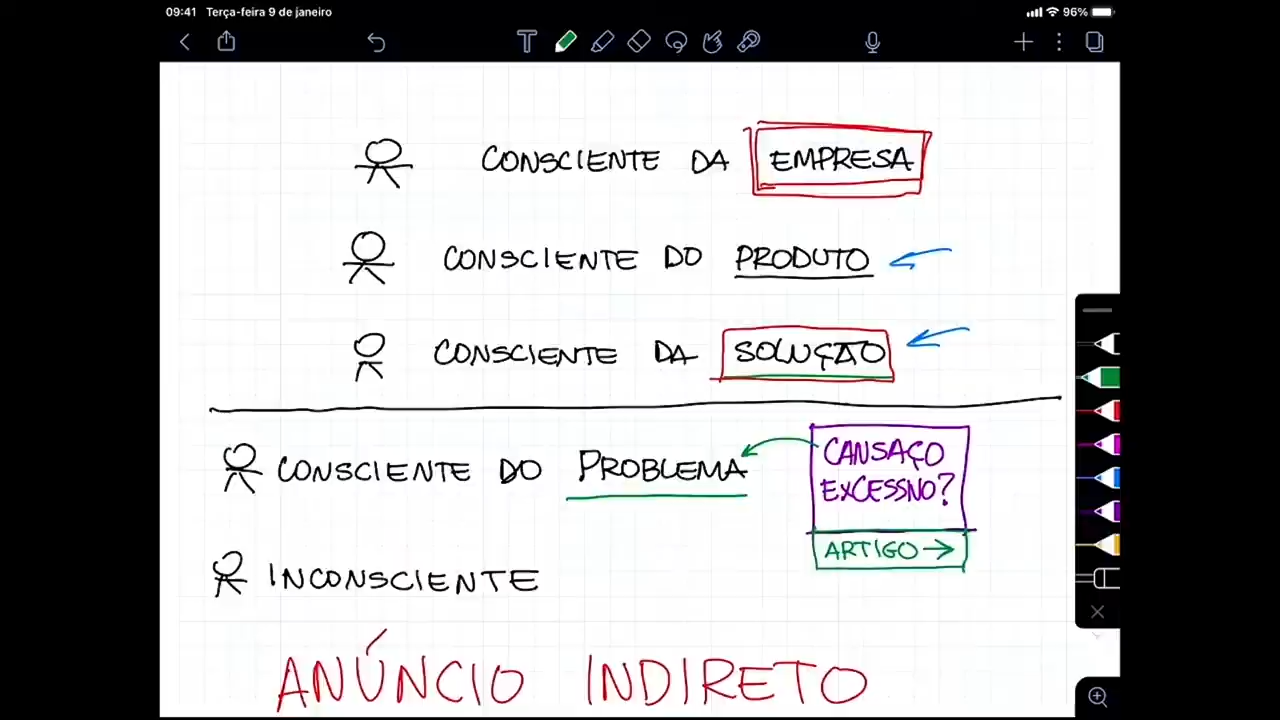 09:41 Terça-feira 9 de janeiro
96%
CONSCIENTE DA EMPRESA
CONSCIENTE DO PRODUTO
CONSCIENTE DA SOLUÇÃO
CONSCIENTE DO PROBLEMA
CANSAÇO
EXCESSIVO?
ARTIGO →
INCONSCIENTE
ANÚNCIO INDIRETO